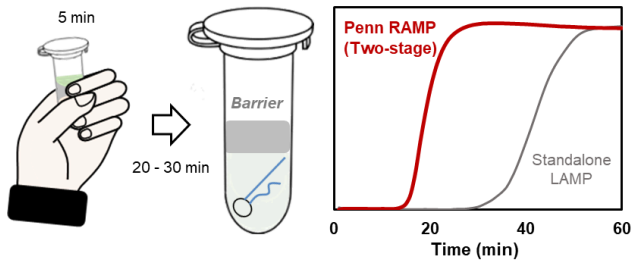 5 min
20 - 30 min
Barrier
Penn RAMP
(Two-stage)
Standalone
LAMP
0
20
40
60
Time (min)